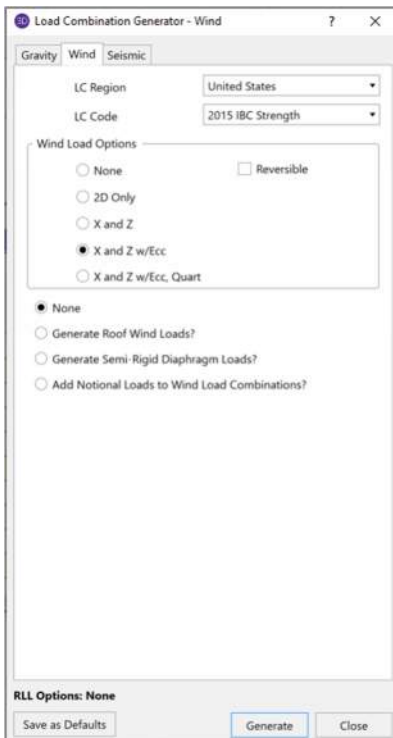 3D Load Combination Generator - Wind ? ×
Gravity Wind Seismic
LC Region United States
LC Code 2015 IBC Strength
Wind Load Options
None Reversible
2D Only
X and Z
X and Z w/Ecc
X and Z w/Ecc, Quart
None
Generate Roof Wind Loads?
Generate Semi-Rigid Diaphragm Loads?
Add Notional Loads to Wind Load Combinations?
RLL Options: None
Save as Defaults Generate Close